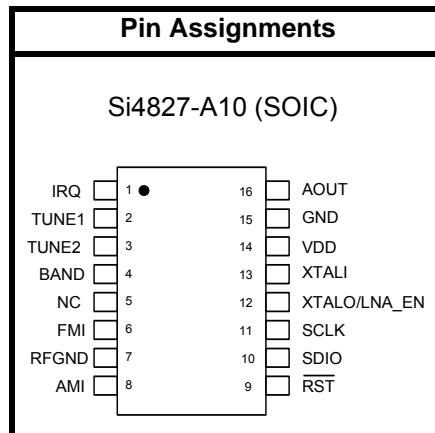 Pin Assignments
Si4827-A10 (SOIC)
IRQ 1 16 AOUT
TUNE1 2 15 GND
TUNE2 3 14 VDD
BAND 4 13 XTALI
NC 5 12 XTALO/LNA_EN
FMI 6 11 SCLK
RFGND 7 10 SDIO
AMI 8 9 RST